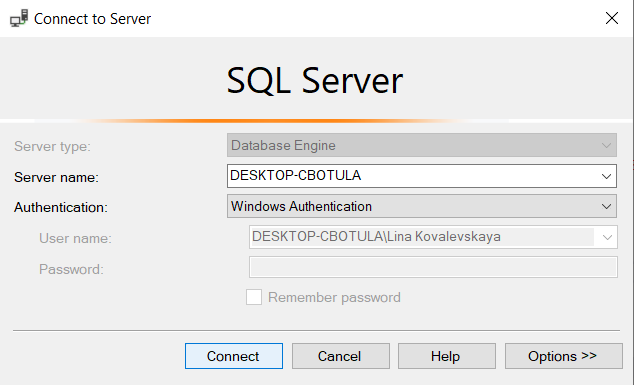 Connect to Server
SQL Server
Server type: Database Engine
Server name: DESKTOP-CBOTULA
Authentication: Windows Authentication
User name: DESKTOP-CBOTULA\Lina Kovalevskaya
Password:
Remember password
Connect Cancel Help Options >>